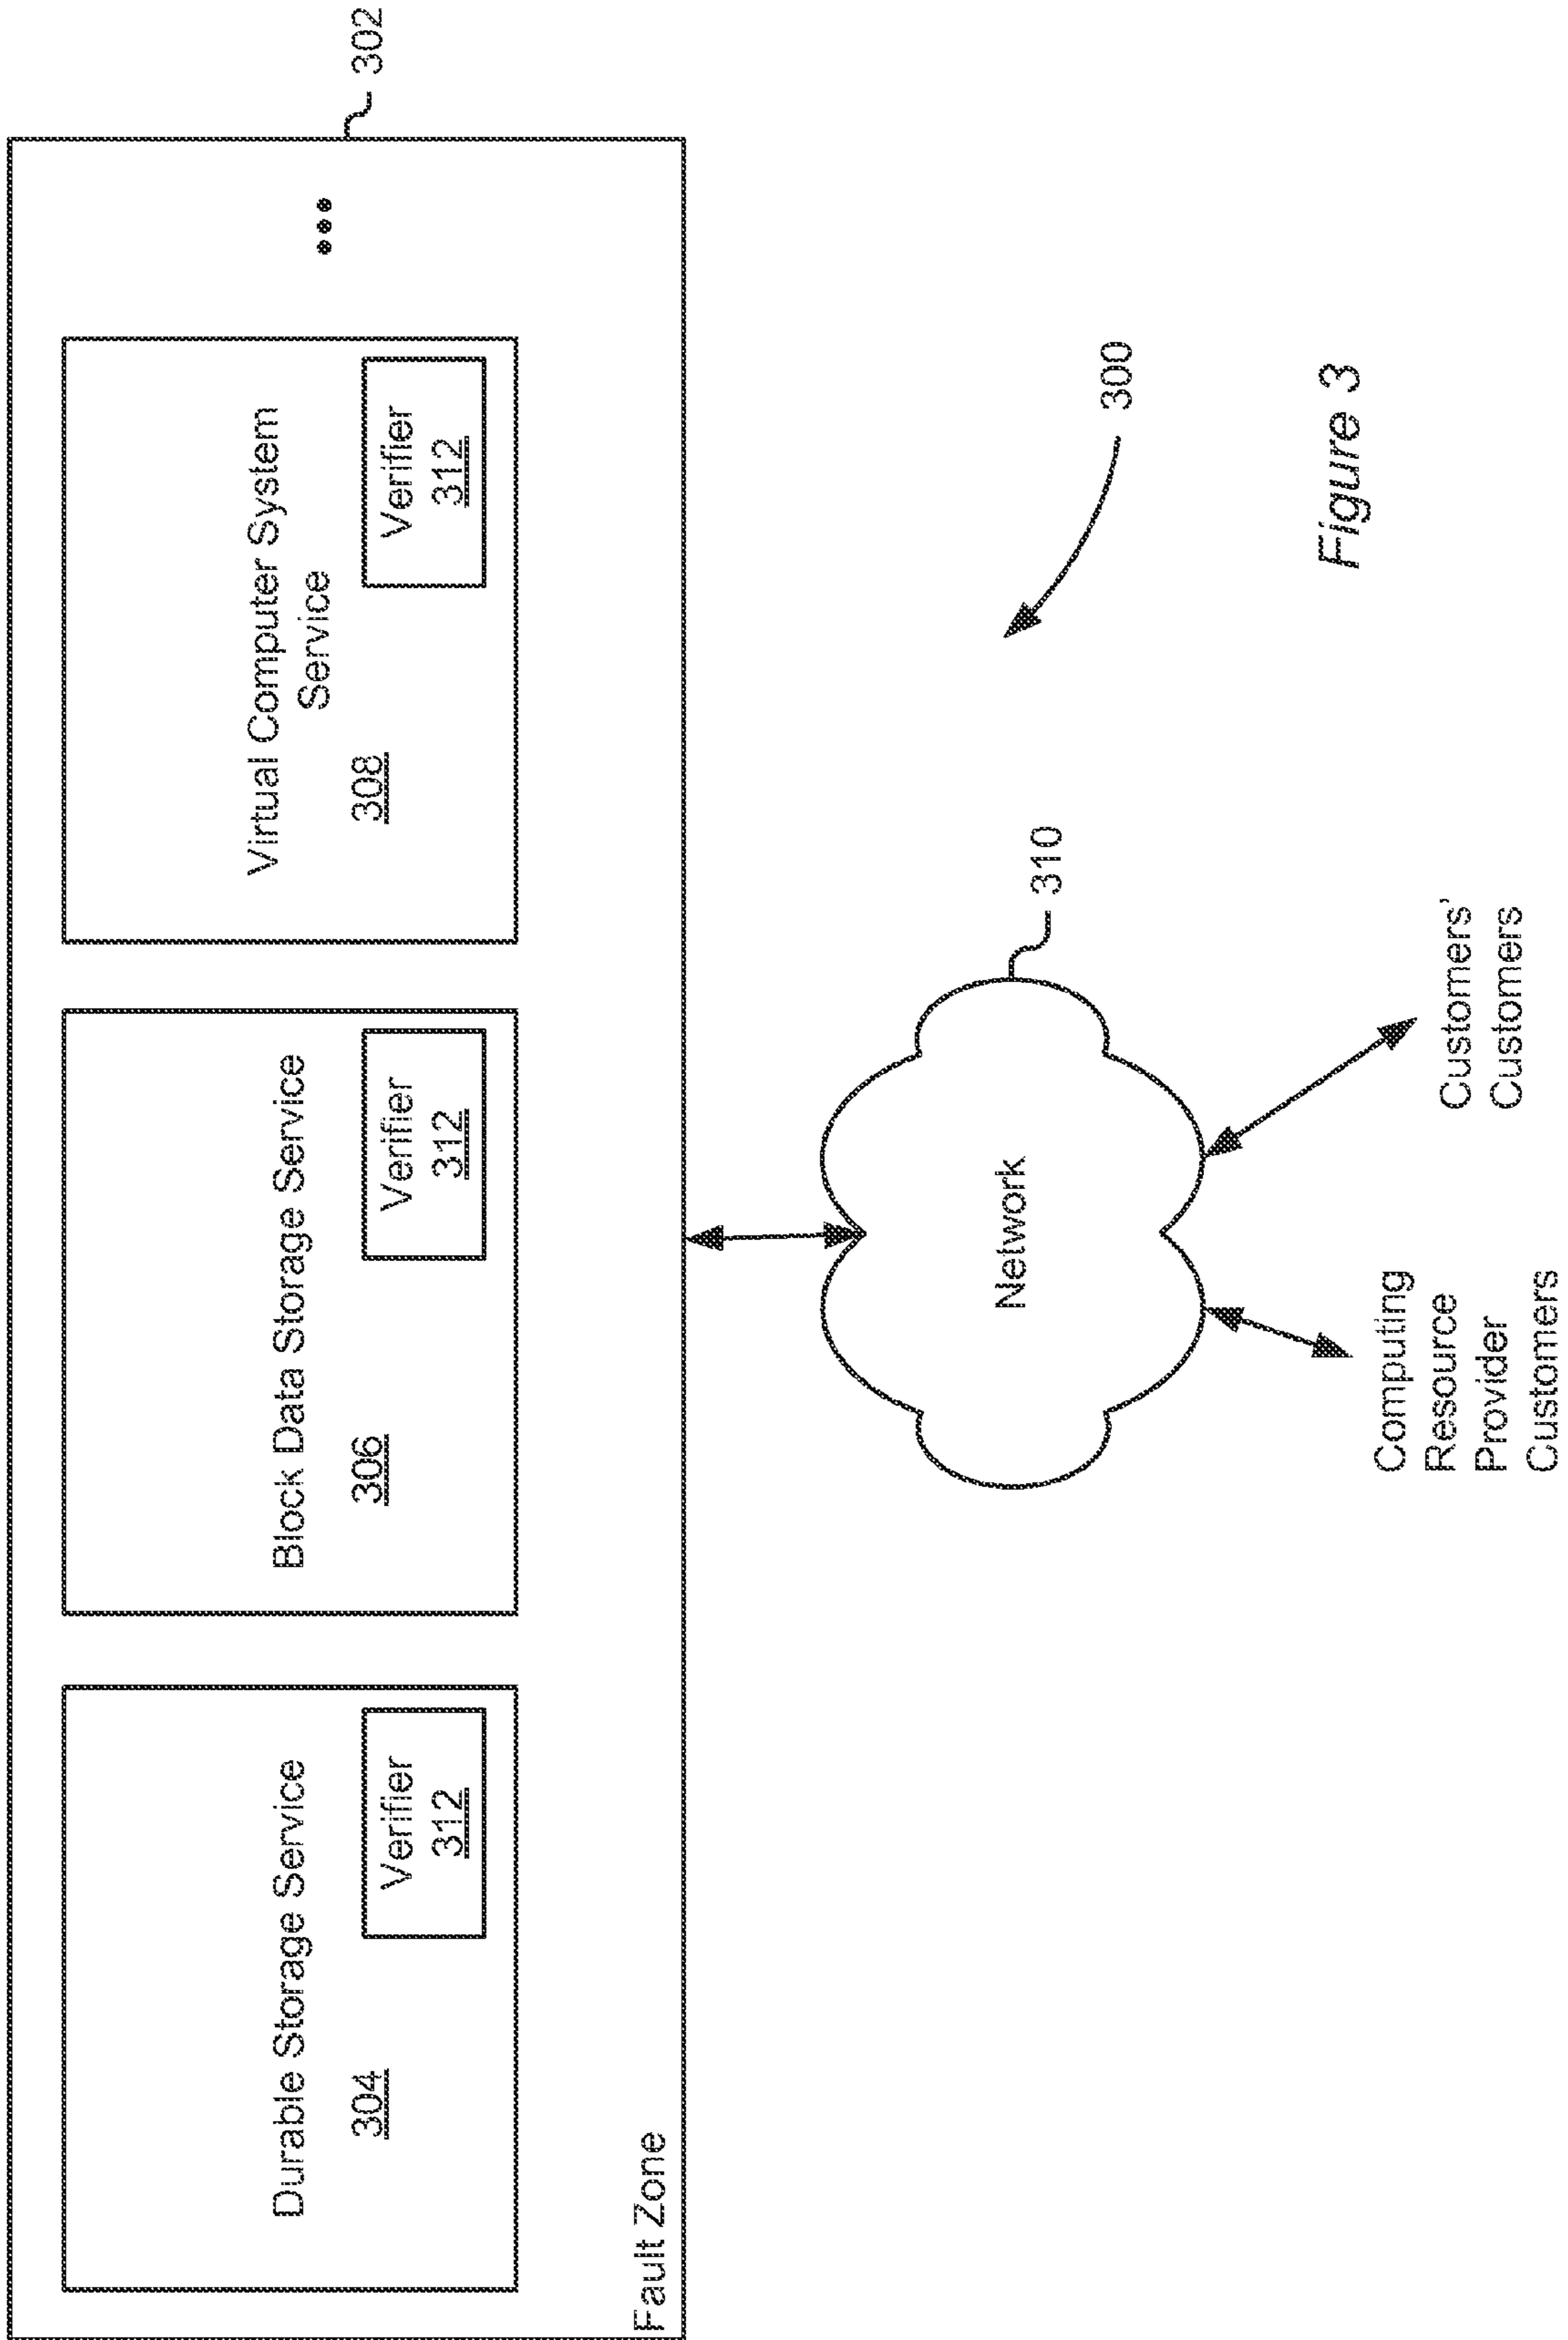 302
Durable Storage Service
304
Verifier
312
Block Data Storage Service
306
Verifier
312
Virtual Computer System
Service
308
Verifier
312
•••
Fault Zone
Network
310
300
Computing
Resource
Provider
Customers
Customers'
Customers
Figure 3